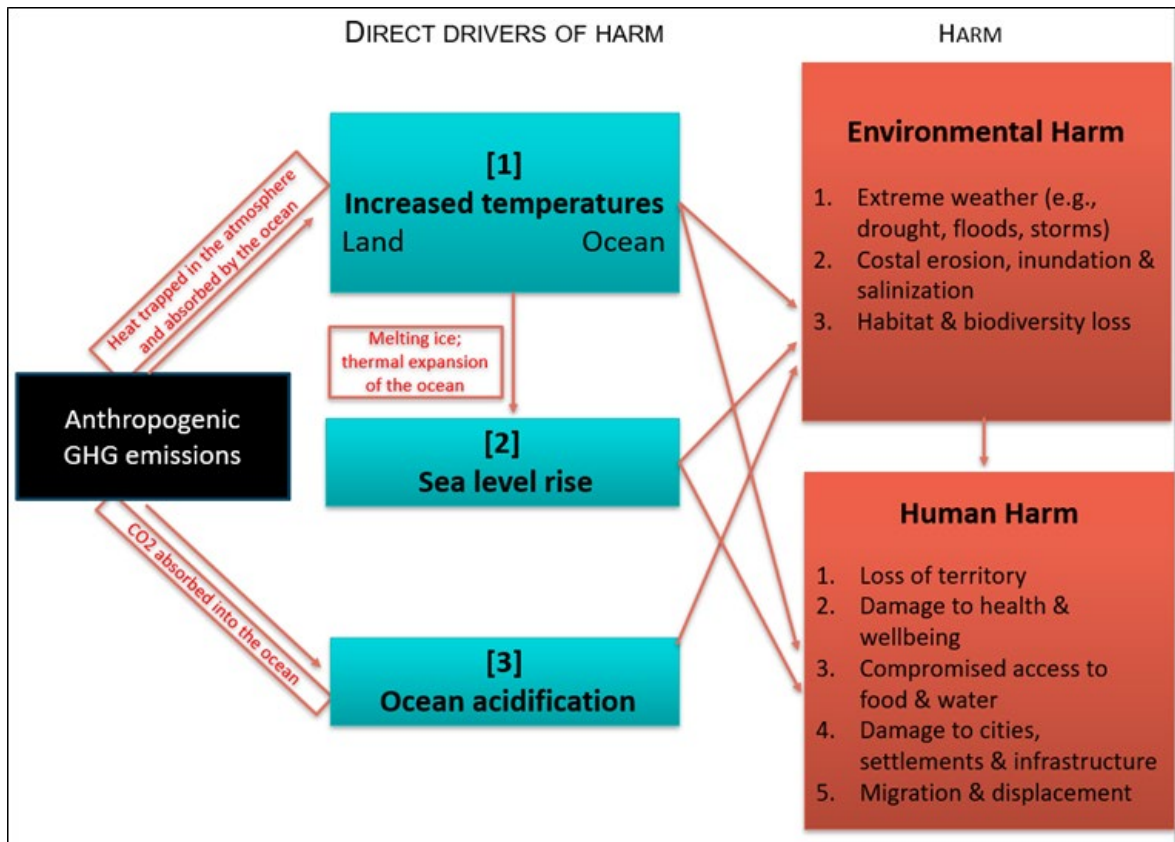 DIRECT DRIVERS OF HARM
HARM
Heat trapped in the atmosphere
and absorbed by the ocean
Anthropogenic
GHG emissions
CO2 absorbed into the ocean
[1]
Increased temperatures
Land Ocean
Melting ice;
thermal expansion
of the ocean
[2]
Sea level rise
[3]
Ocean acidification
Environmental Harm
1. Extreme weather (e.g.,
drought, floods, storms)
2. Costal erosion, inundation &
salinization
3. Habitat & biodiversity loss
Human Harm
1. Loss of territory
2. Damage to health &
wellbeing
3. Compromised access to
food & water
4. Damage to cities,
settlements & infrastructure
5. Migration & displacement